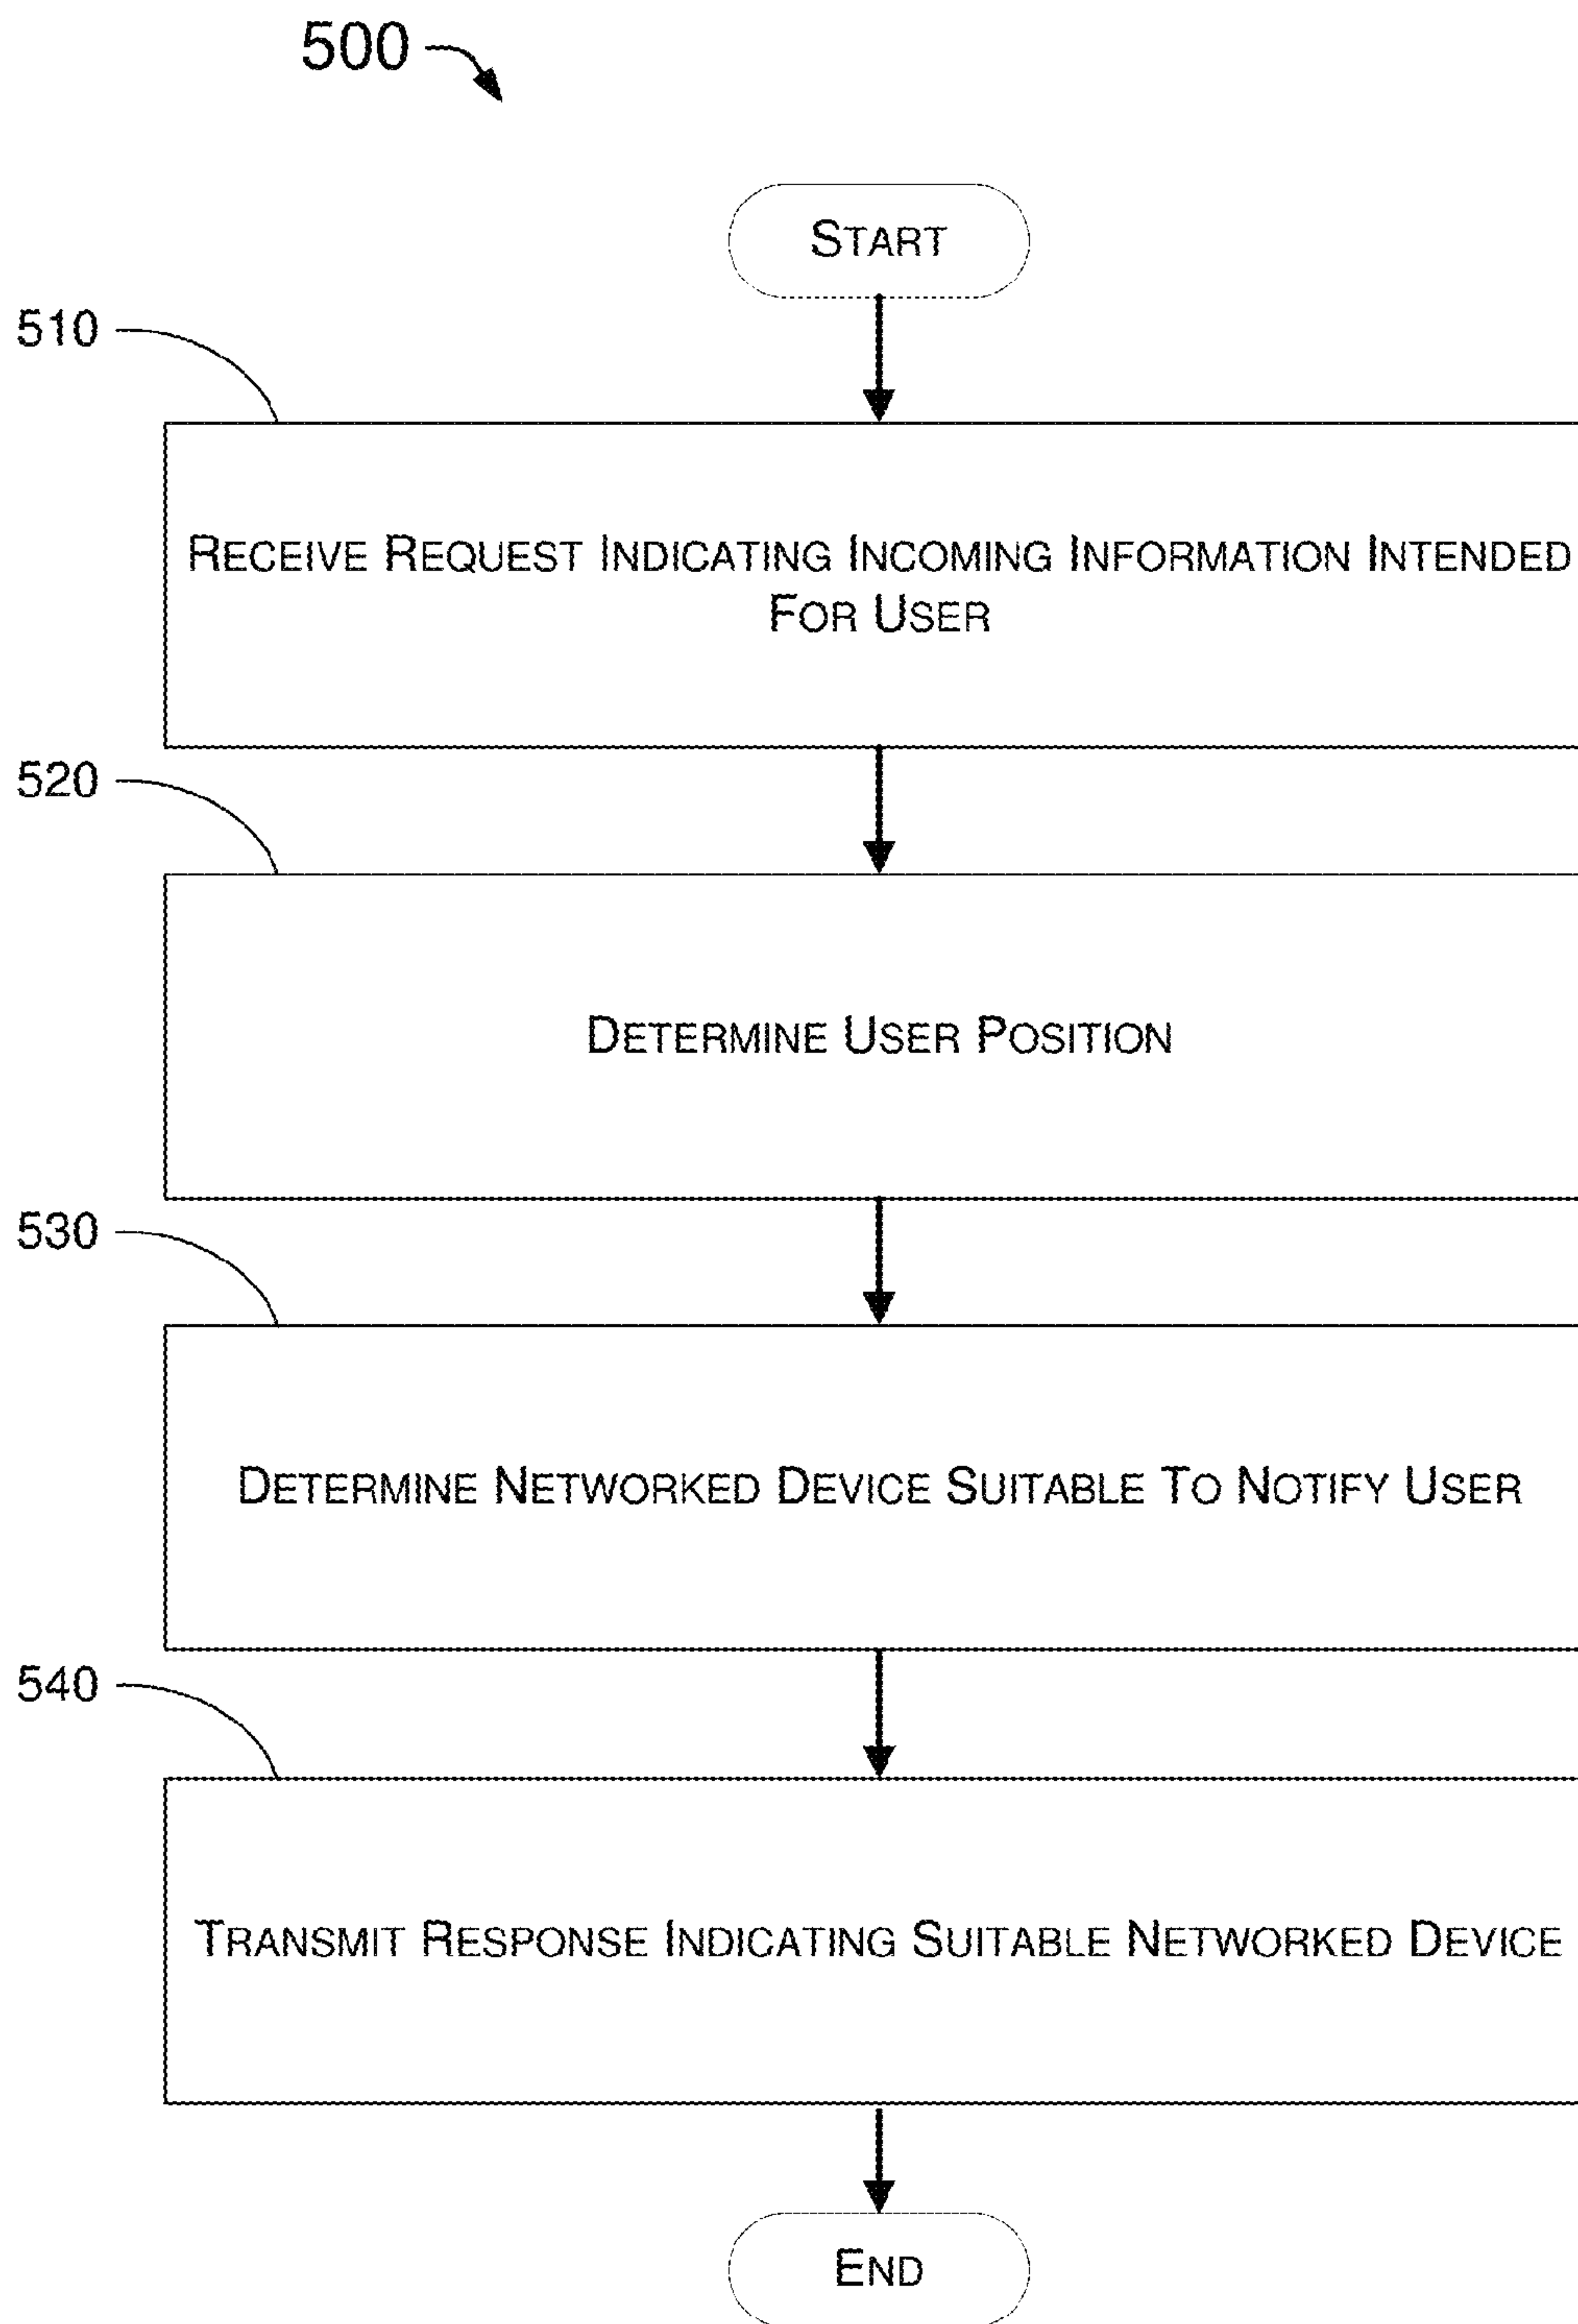 500
START
510
RECEIVE REQUEST INDICATING INCOMING INFORMATION INTENDED
FOR USER
520
DETERMINE USER POSITION
530
DETERMINE NETWORKED DEVICE SUITABLE TO NOTIFY USER
540
TRANSMIT RESPONSE INDICATING SUITABLE NETWORKED DEVICE
END